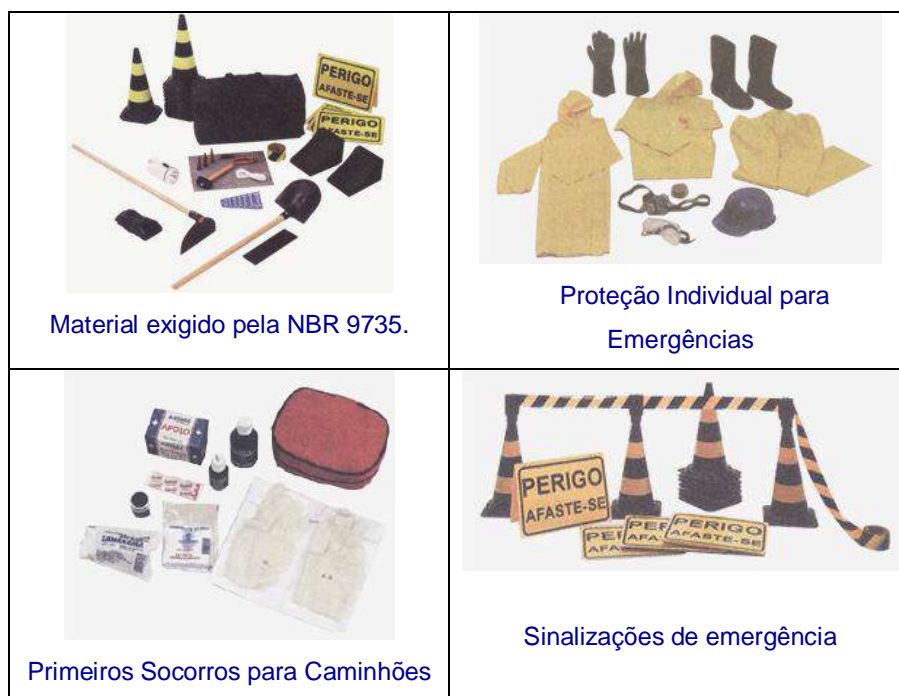 PERIGO
AFASTE-SE
PERIGO
AFASTE-SE
Material exigido pela NBR 9735.
Proteção Individual para
Emergências
APOLO
Primeiros Socorros para Caminhões
PERIGO
AFASTE-SE
PERIGO
AFASTE-SE
Sinalizações de emergência